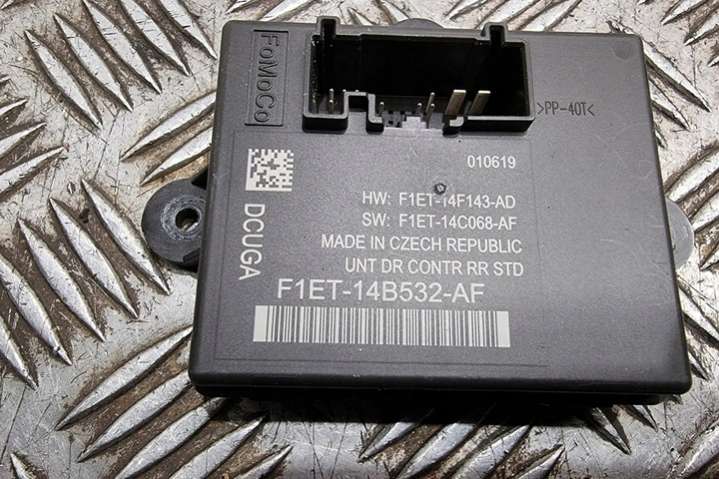 FoMoCo
>PP-40T<
010619
HW: F1ET-14F143-AD
SW: F1ET-14C068-AF
MADE IN CZECH REPUBLIC
UNT DR CONTR RR STD
DCUGA
F1ET-14B532-AF